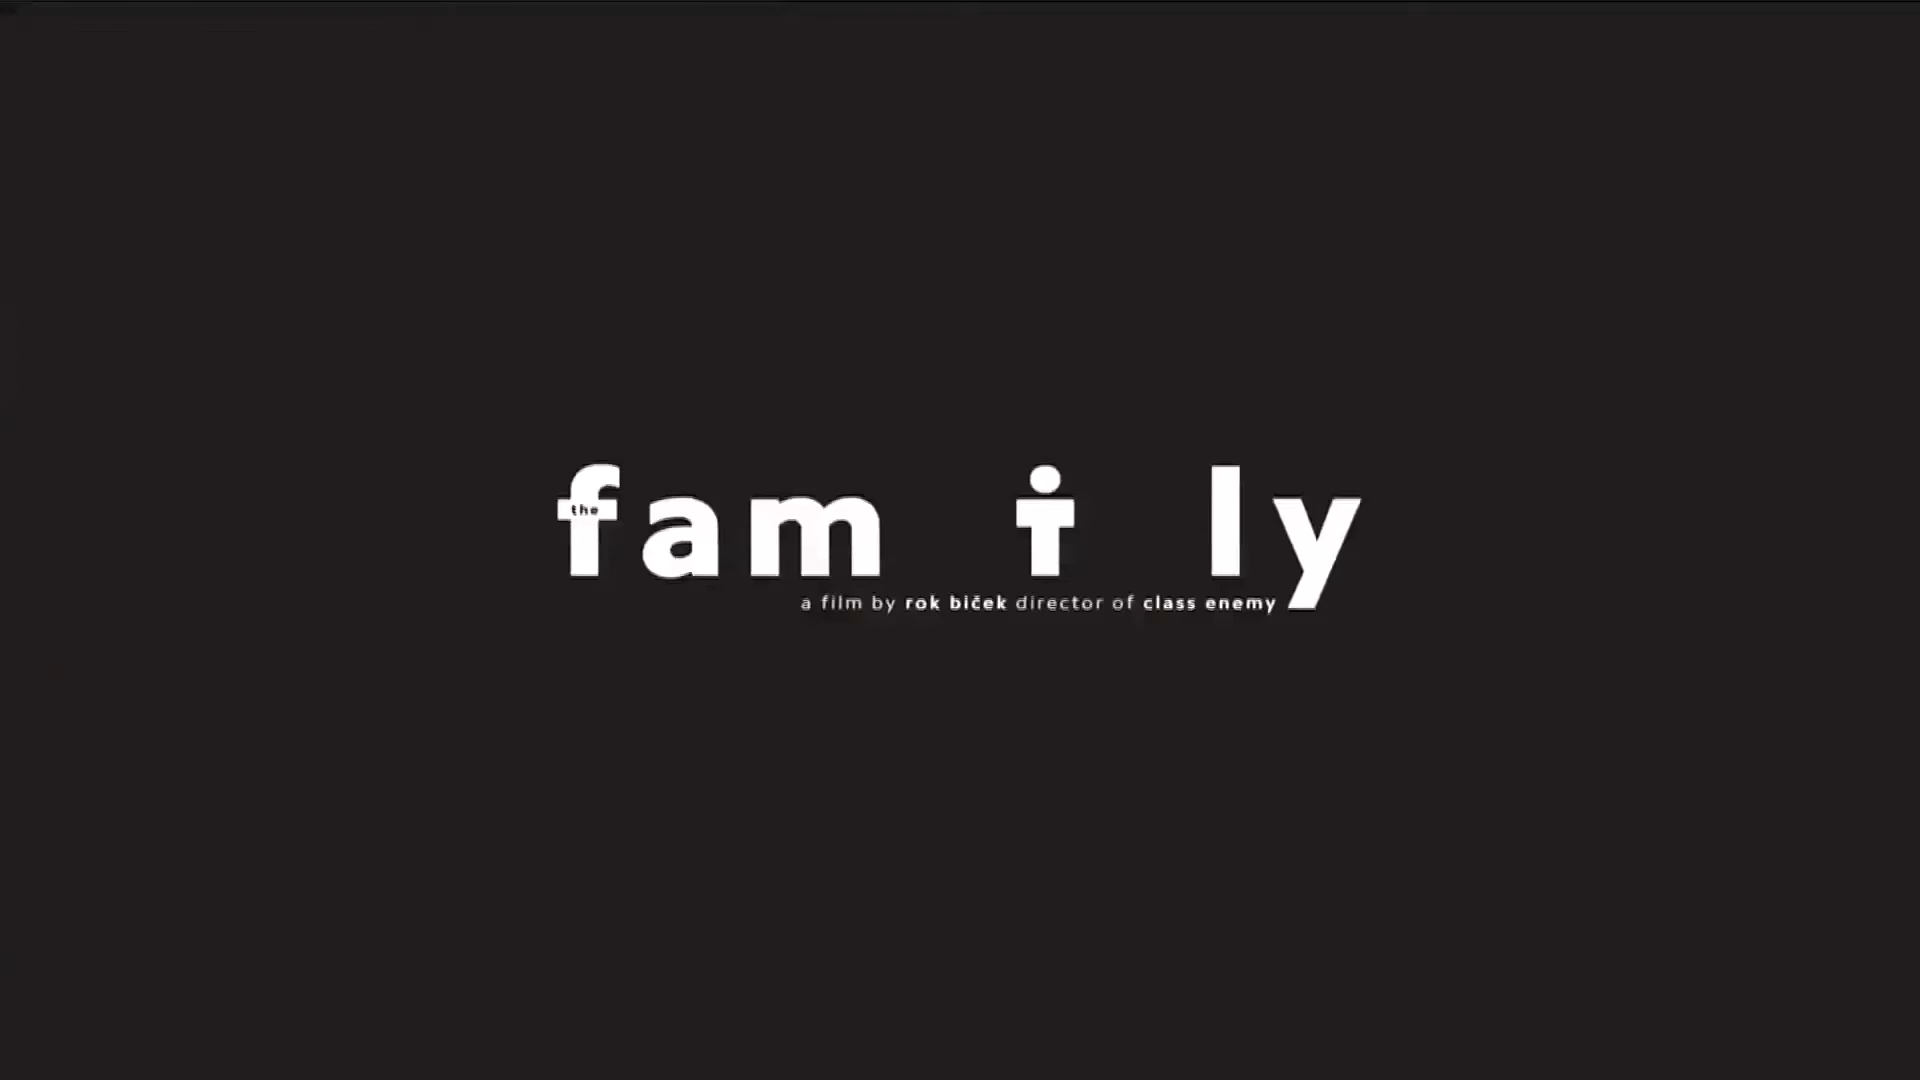 the
fam i ly
a film by rok biček director of class enemy